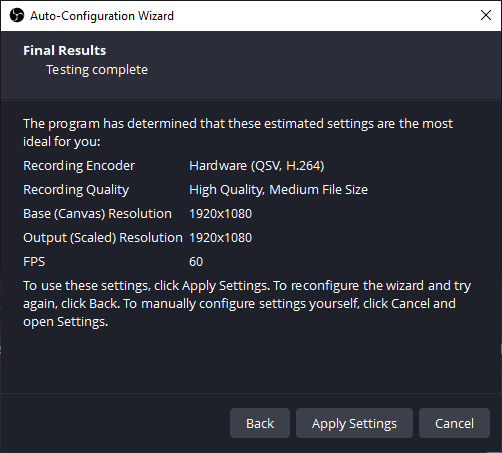 Auto-Configuration Wizard
Final Results
Testing complete
The program has determined that these estimated settings are the most
ideal for you:
Recording Encoder Hardware (QSV, H.264)
Recording Quality High Quality, Medium File Size
Base (Canvas) Resolution 1920x1080
Output (Scaled) Resolution 1920x1080
FPS 60
To use these settings, click Apply Settings. To reconfigure the wizard and try
again, click Back. To manually configure settings yourself, click Cancel and
open Settings.
Back Apply Settings Cancel